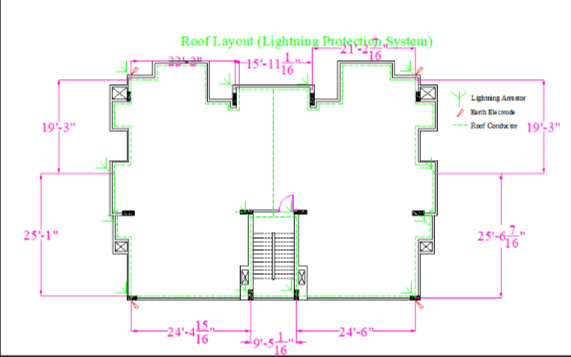 Roof Layout (Lightning Protection System)
21'-2 7/16"
15'-11 1/16"
Lightning Arrestor
Earth Electrode
Roof Conductor
19'-3"
19'-3"
25'-1"
25'-6 7/16"
24'-4 15/16"
9'-5 1/16"
24'-6"